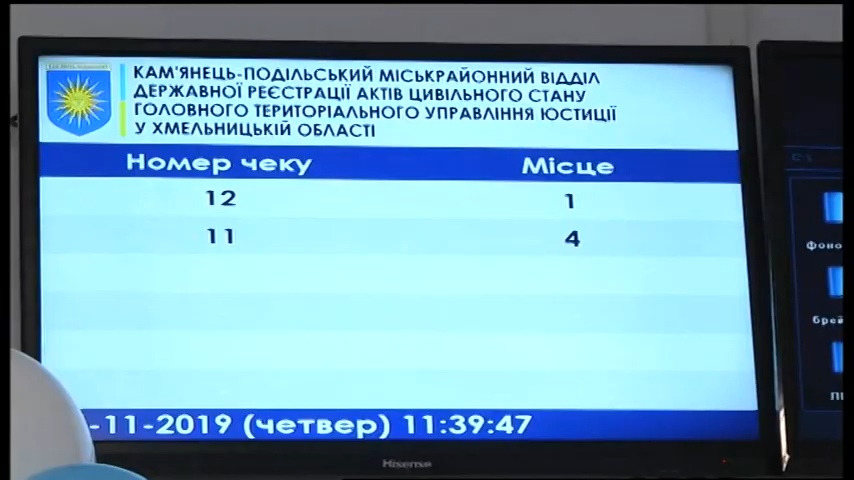 КАМ'ЯНЕЦЬ-ПОДІЛЬСЬКИЙ МІСЬКРАЙОННИЙ ВІДДІЛ
ДЕРЖАВНОЇ РЕЄСТРАЦІЇ АКТІВ ЦИВІЛЬНОГО СТАНУ
ГОЛОВНОГО ТЕРИТОРІАЛЬНОГО УПРАВЛІННЯ ЮСТИЦІЇ
У ХМЕЛЬНИЦЬКІЙ ОБЛАСТІ
Номер чеку Місце
12 1
11 4
-11-2019 (четвер) 11:39:47
Hisense